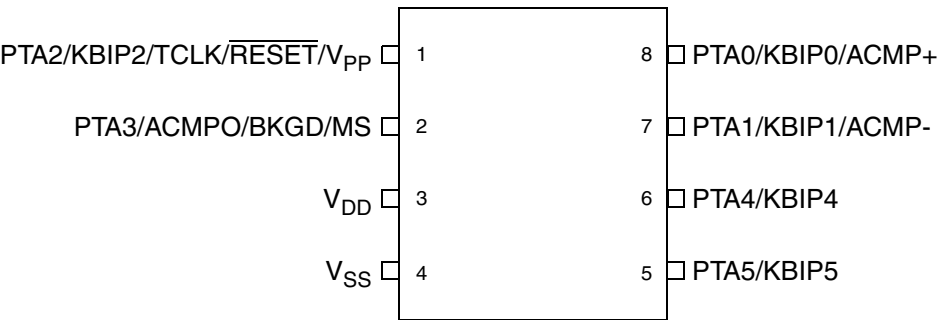 PTA2/KBIP2/TCLK/RESET/VPP 1 8 PTA0/KBIP0/ACMP+
PTA3/ACMPO/BKGD/MS 2 7 PTA1/KBIP1/ACMP-
VDD 3 6 PTA4/KBIP4
VSS 4 5 PTA5/KBIP5